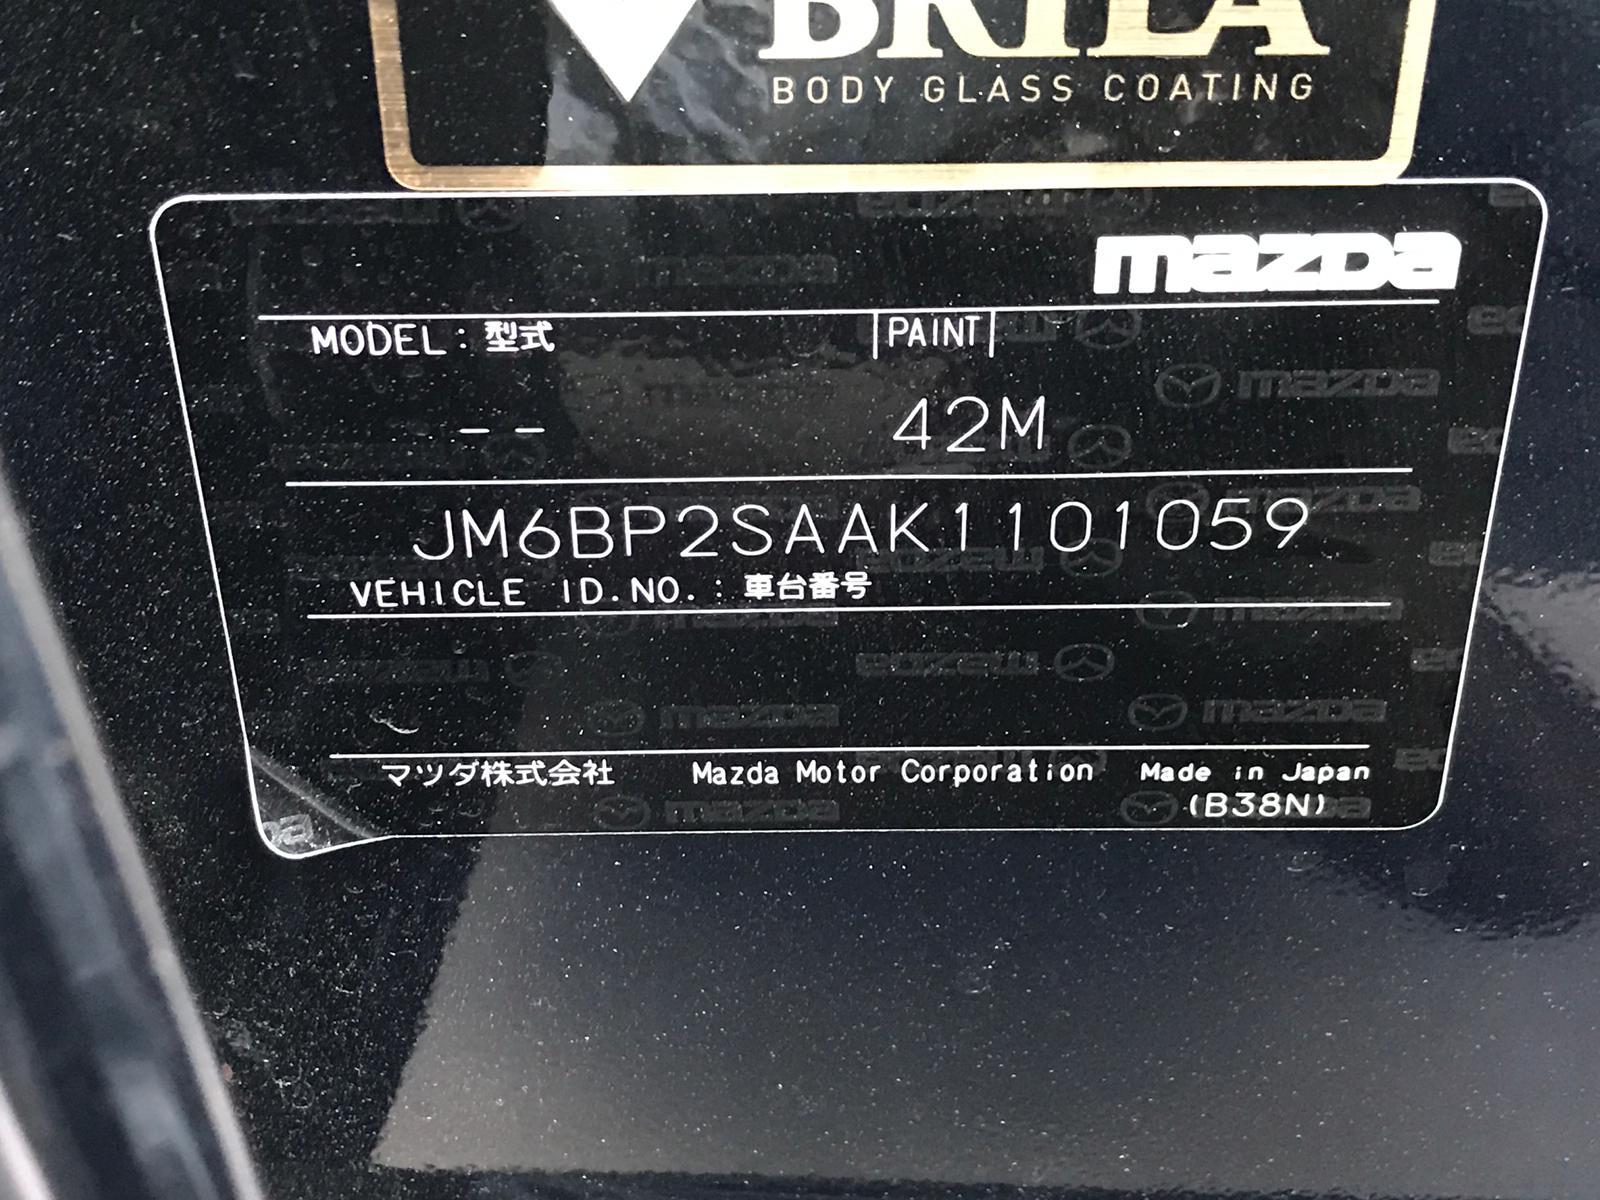 BRILA
BODY GLASS COATING
mazda
MODEL : 型式 PAINT
-- 42M
JM6BP2SAAK1101059
VEHICLE ID.NO. : 車台番号
マツダ株式会社 Mazda Motor Corporation Made in Japan
(B38N)